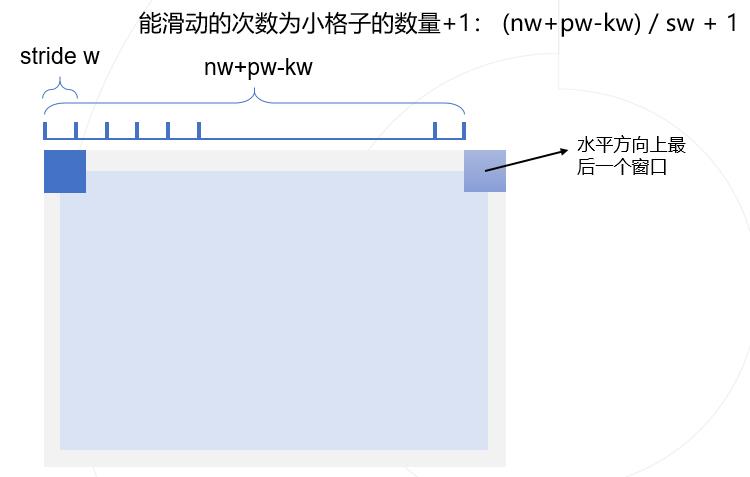 能滑动的次数为小格子的数量+1： (nw+pw-kw) / sw + 1
stride w
nw+pw-kw
水平方向上最
后一个窗口